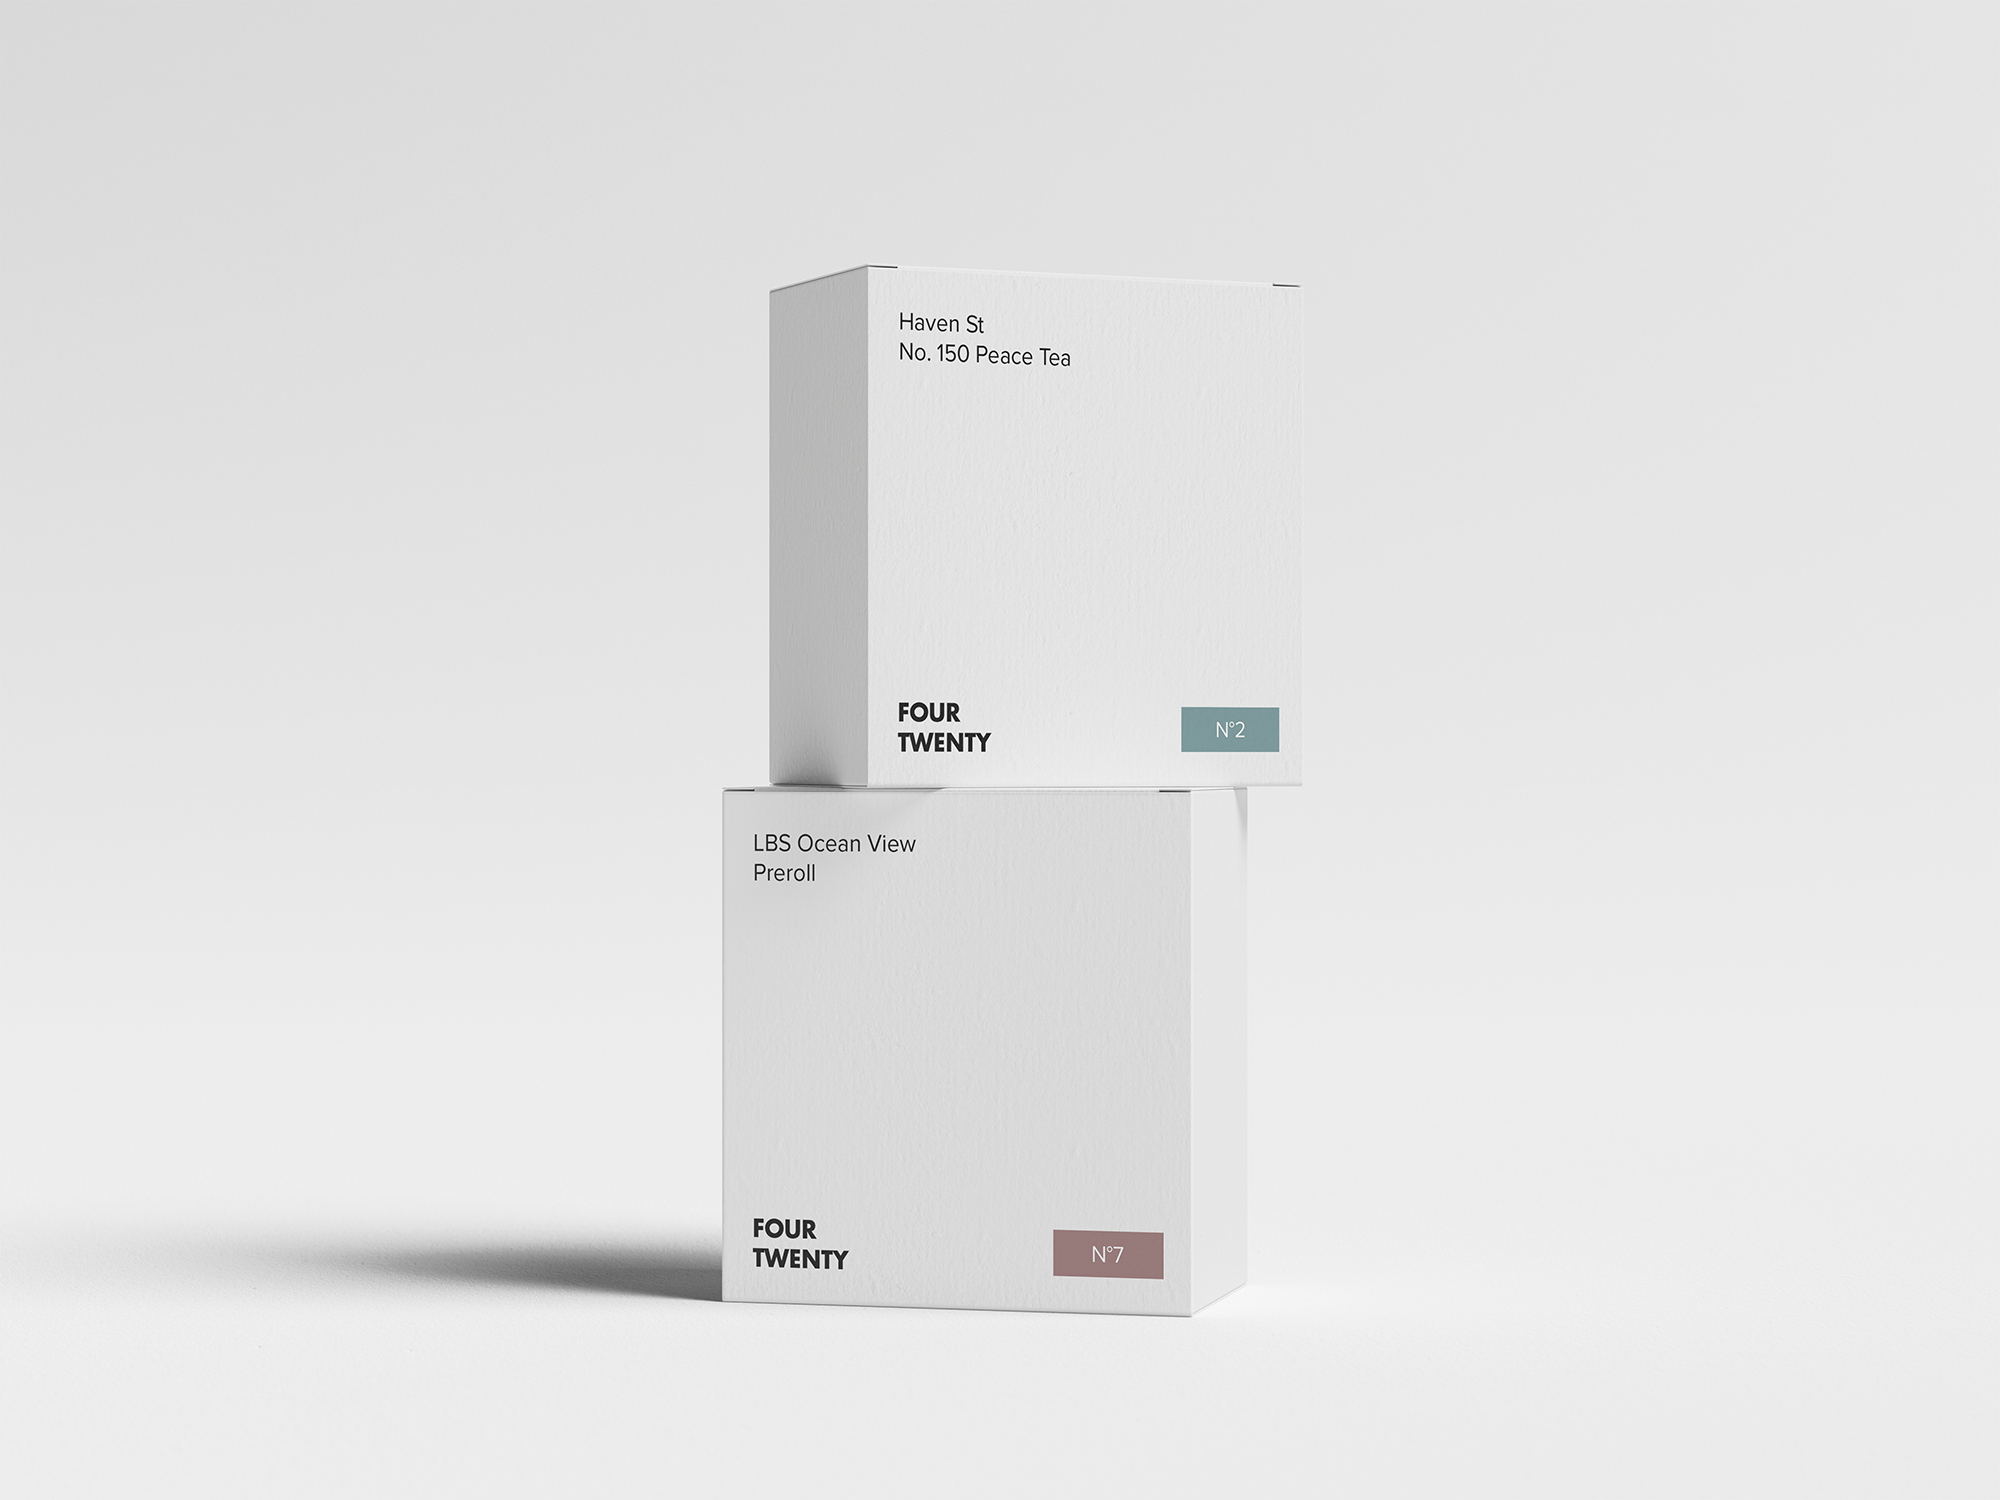 Haven St
No. 150 Peace Tea
FOUR
TWENTY
N°2
LBS Ocean View
Preroll
FOUR
TWENTY
N°7